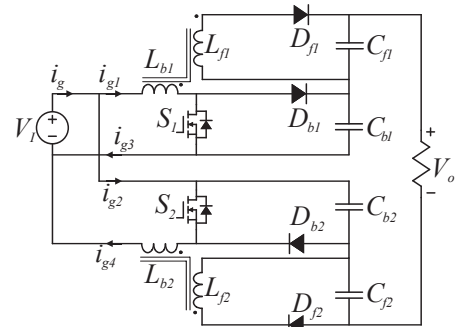 L_b1 L_f1 D_f1 C_f1
i_g i_g1
V_I + −
S_1 D_b1 C_b1
i_g3
+ V_o −
i_g2
S_2 C_b2
D_b2
i_g4
L_b2 L_f2 C_f2
D_f2